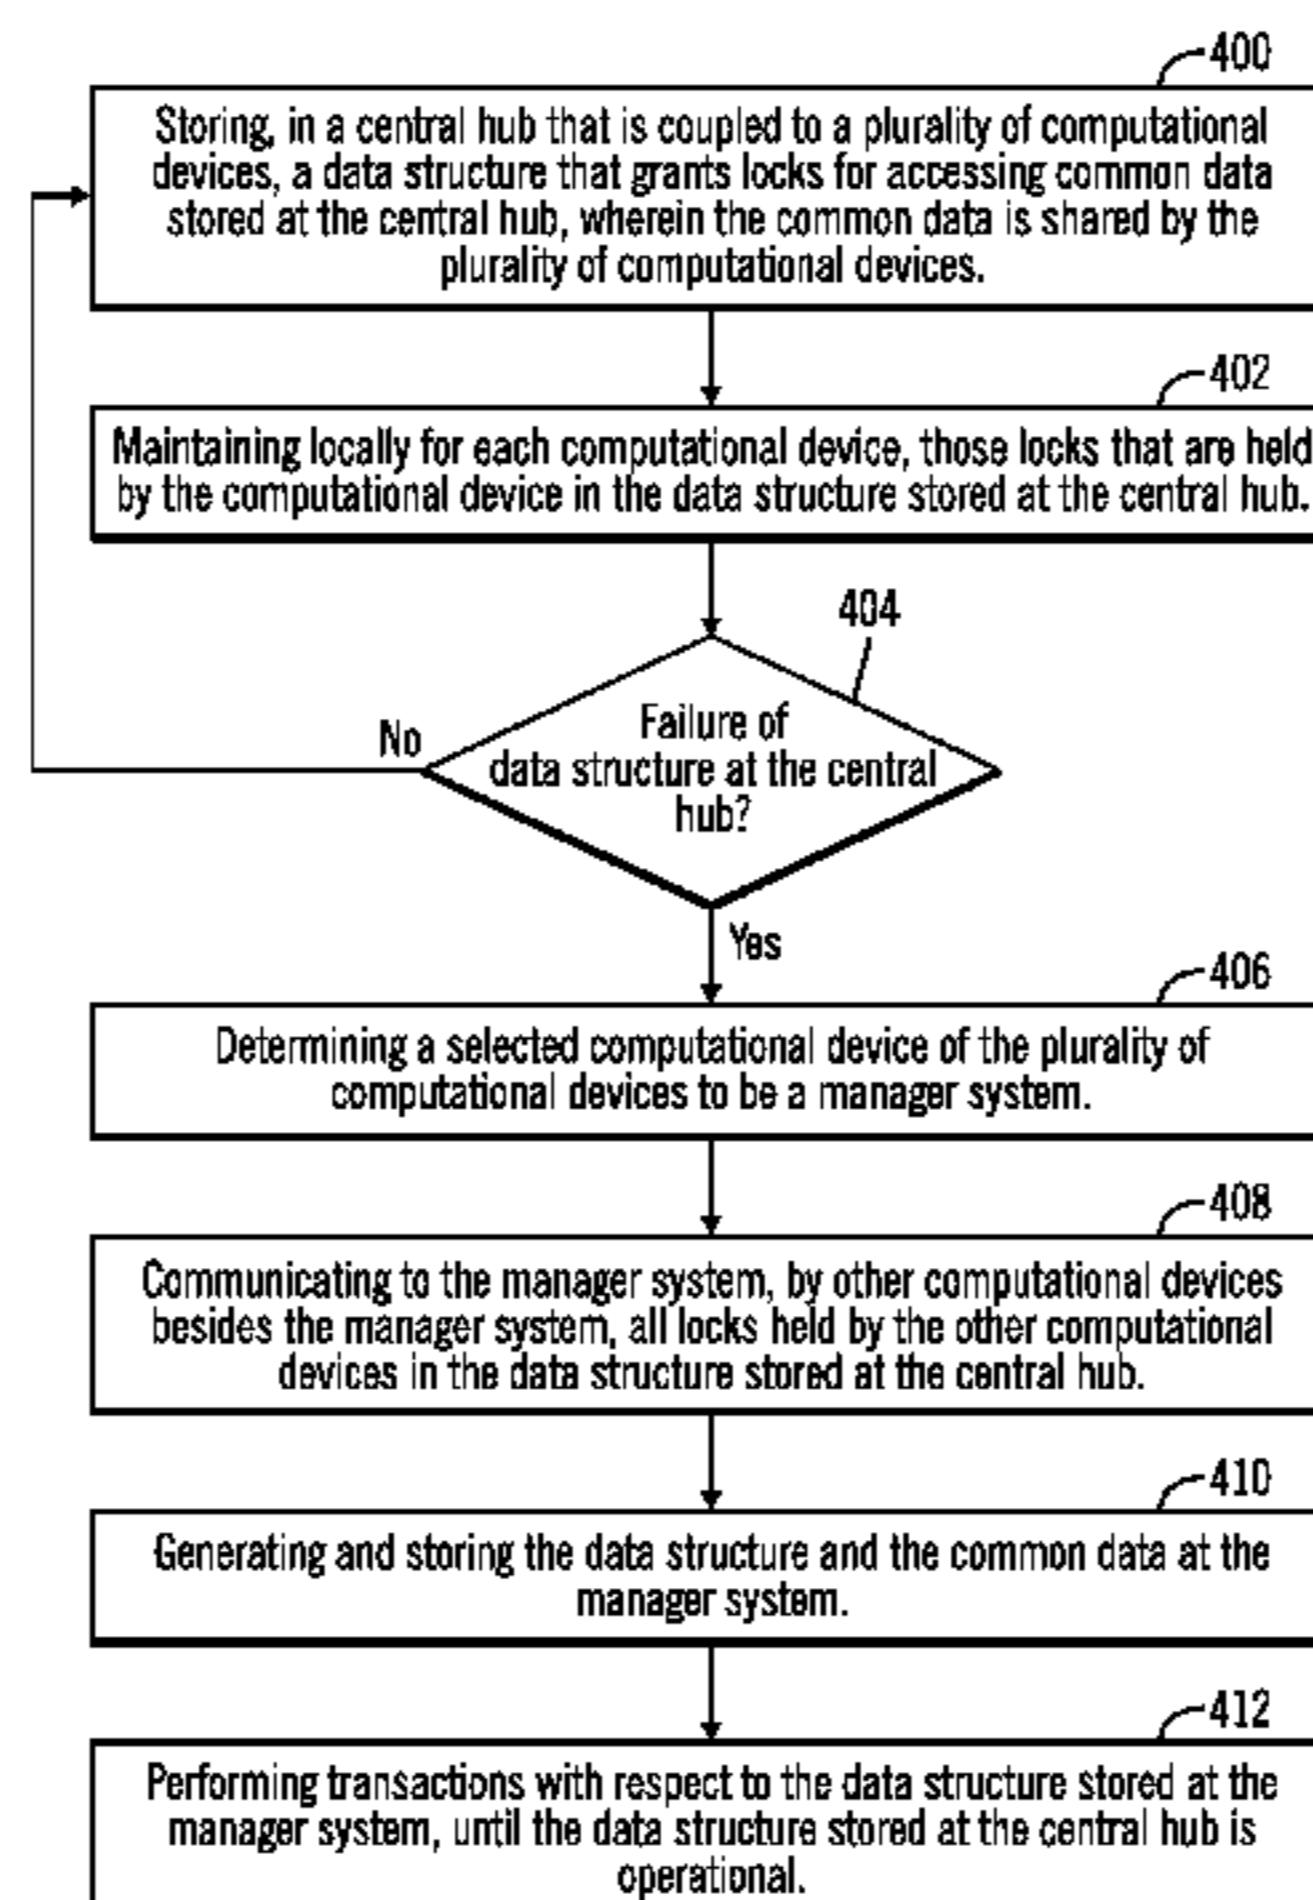 400
Storing, in a central hub that is coupled to a plurality of computational
devices, a data structure that grants locks for accessing common data
stored at the central hub, wherein the common data is shared by the
plurality of computational devices.
402
Maintaining locally for each computational device, those locks that are held
by the computational device in the data structure stored at the central hub.
404
Failure of
data structure at the central
hub?
No
Yes
406
Determining a selected computational device of the plurality of
computational devices to be a manager system.
408
Communicating to the manager system, by other computational devices
besides the manager system, all locks held by the other computational
devices in the data structure stored at the central hub.
410
Generating and storing the data structure and the common data at the
manager system.
412
Performing transactions with respect to the data structure stored at the
manager system, until the data structure stored at the central hub is
operational.